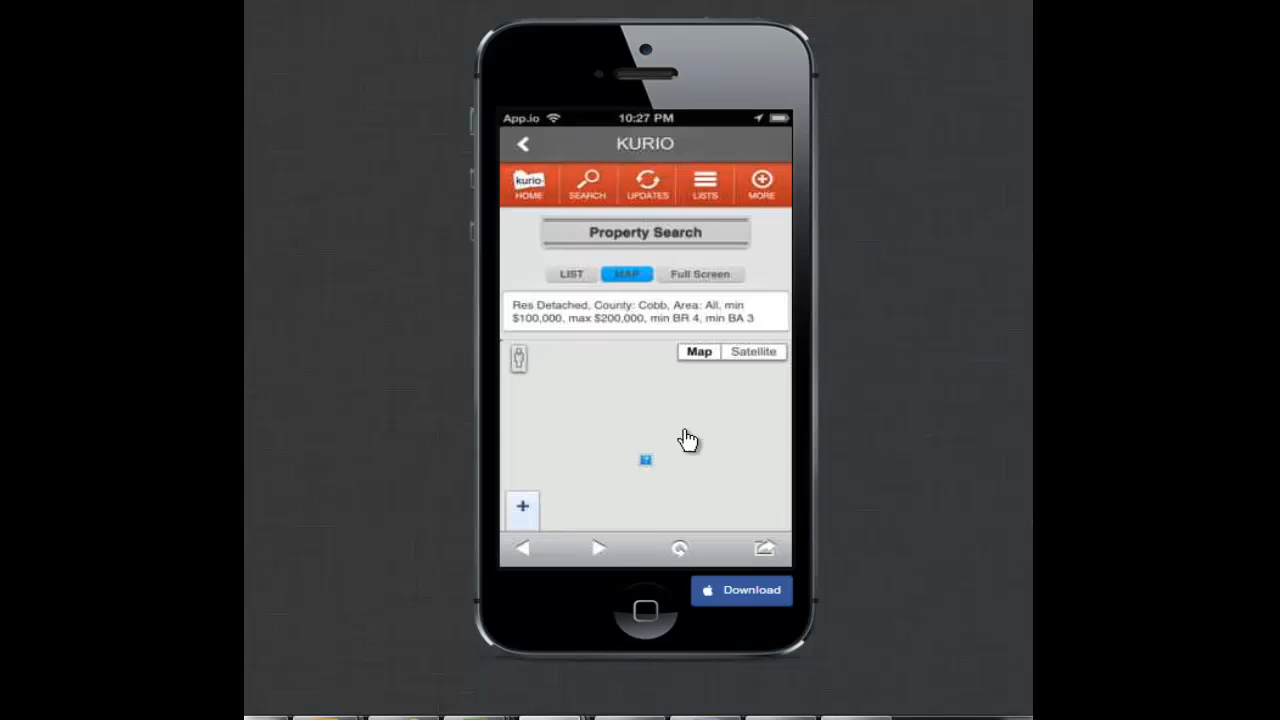 App.io 10:27 PM
KURIO
kurio
HOME SEARCH UPDATES LISTS MORE
Property Search
LIST MAP Full Screen
Res Detached, County: Cobb, Area: All, min
$100,000, max $200,000, min BR 4, min BA 3
Map Satellite
?
+
Download